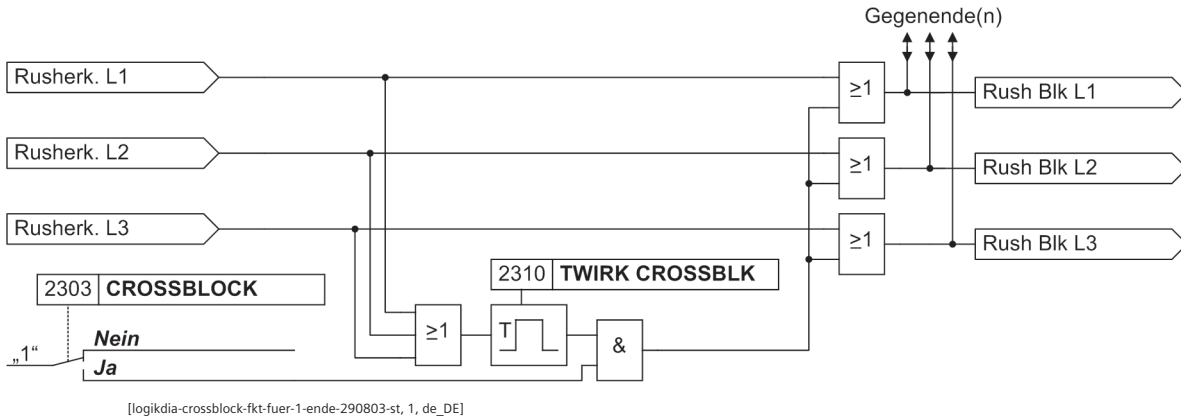 Gegenende(n)
Rusherk. L1
≥1
Rush Blk L1
Rusherk. L2
≥1
Rush Blk L2
Rusherk. L3
≥1
Rush Blk L3
2303 CROSSBLOCK
2310 TWIRK CROSSBLK
≥1
T
&
„1“
Nein
Ja
[logikdia-crossblock-fkt-fuer-1-ende-290803-st, 1, de_DE]